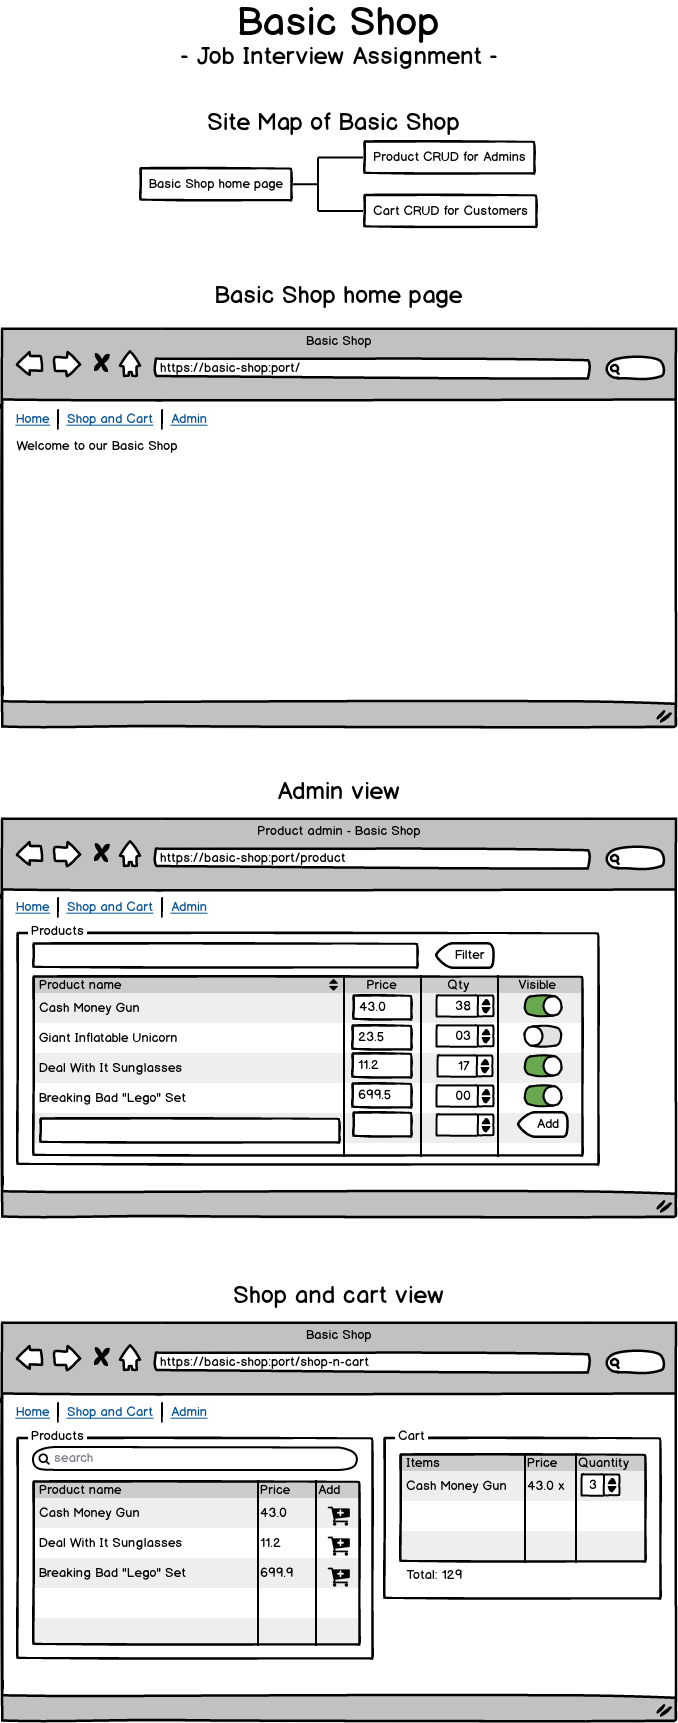 Basic Shop
- Job Interview Assignment -
Site Map of Basic Shop
Product CRUD for Admins
Basic Shop home page
Cart CRUD for Customers
Basic Shop home page
Basic Shop
https://basic-shop:port/
Home | Shop and Cart | Admin
Welcome to our Basic Shop
Admin view
Product admin - Basic Shop
https://basic-shop:port/product
Home | Shop and Cart | Admin
Products
Filter
Product name Price Qty Visible
Cash Money Gun 43.0 38
Giant Inflatable Unicorn 23.5 03
Deal With It Sunglasses 11.2 17
Breaking Bad "Lego" Set 699.5 00
Add
Shop and cart view
Basic Shop
https://basic-shop:port/shop-n-cart
Home | Shop and Cart | Admin
Products
search
Product name Price Add
Cash Money Gun 43.0
Deal With It Sunglasses 11.2
Breaking Bad "Lego" Set 699.9
Cart
Items Price Quantity
Cash Money Gun 43.0 x 3
Total: 129